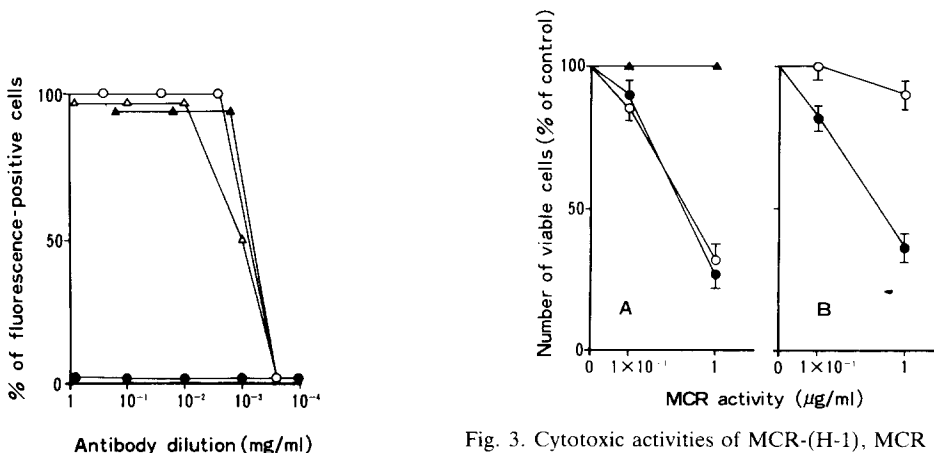 % of fluorescence-positive cells
100
50
0
1 10⁻¹ 10⁻² 10⁻³ 10⁻⁴
Antibody dilution (mg/ml)
Number of viable cells (% of control)
100
50
0
A
B
0 1×10⁻¹ 1
0 1×10⁻¹ 1
MCR activity (μg/ml)
Fig. 3. Cytotoxic activities of MCR-(H-1), MCR